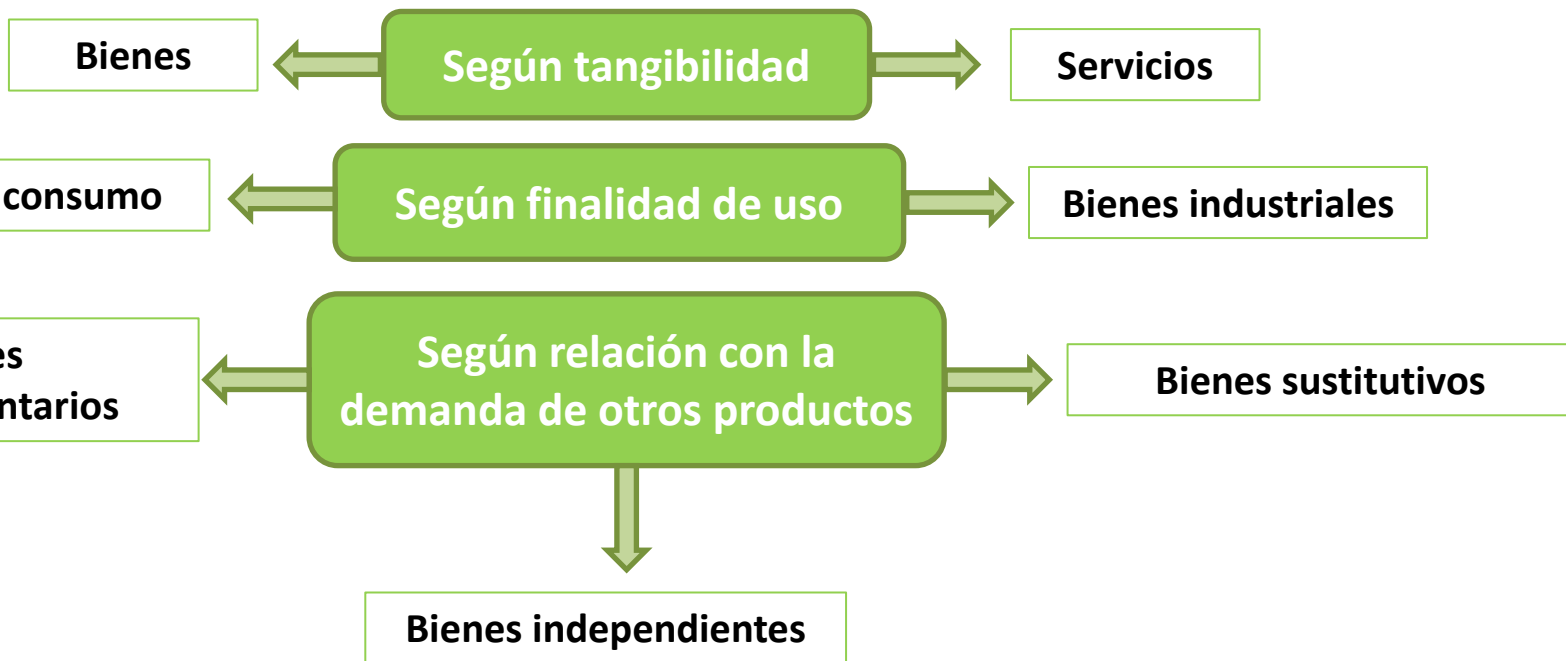 Bienes
Según tangibilidad
Servicios
consumo
Según finalidad de uso
Bienes industriales
Según relación con la
demanda de otros productos
Bienes sustitutivos
Bienes independientes